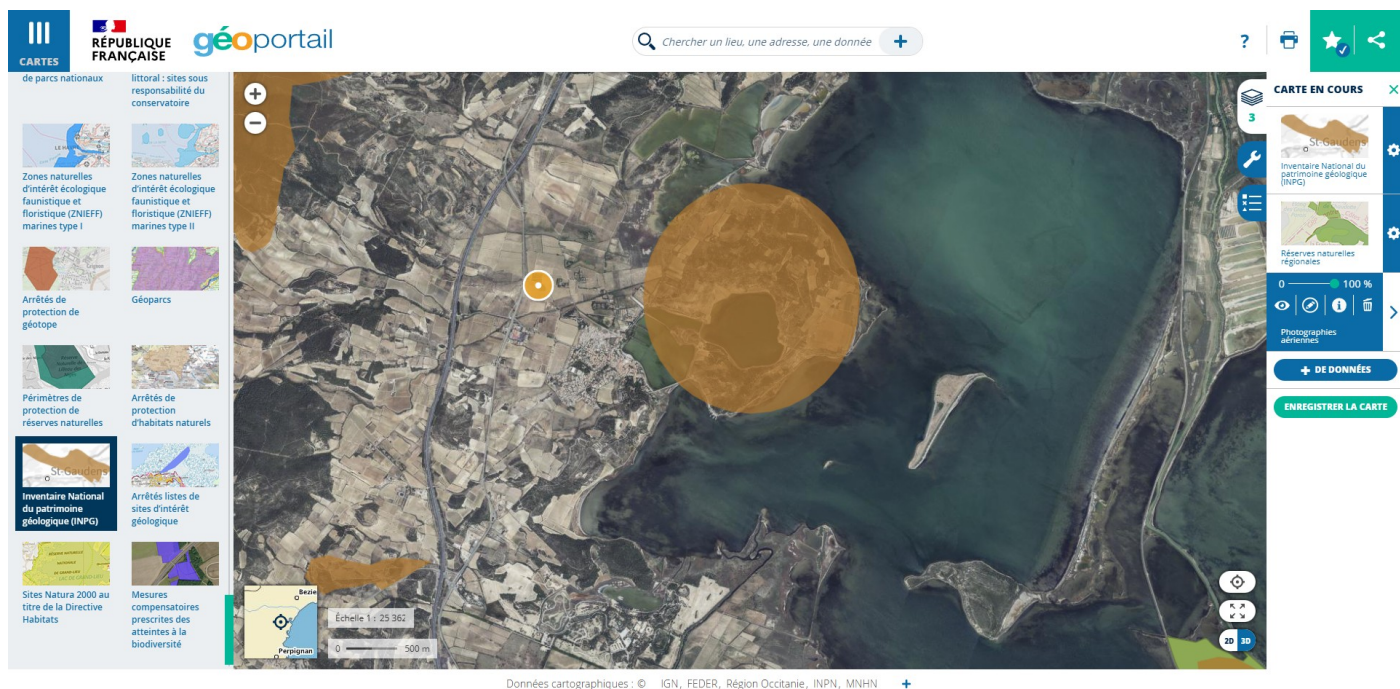 CARTES
RÉPUBLIQUE
FRANÇAISE
géoportail
Chercher un lieu, une adresse, une donnée
?
de parcs nationaux
littoral : sites sous
responsabilité du
conservatoire
Zones naturelles
d'intérêt écologique
faunistique et
floristique (ZNIEFF)
marines type I
Zones naturelles
d'intérêt écologique
faunistique et
floristique (ZNIEFF)
marines type II
Arrêtés de
protection de
géotope
Géoparcs
Périmètres de
protection de
réserves naturelles
Arrêtés de
protection
d'habitats naturels
St-Gaudens
Inventaire National
du patrimoine
géologique (INPG)
Arrêtés listes de
sites d'intérêt
géologique
Sites Natura 2000 au
titre de la Directive
Habitats
Mesures
compensatoires
prescrites des
atteintes à la
biodiversité
Bezie
Perpignan
Échelle 1 : 25 362
0 500 m
3
2D 3D
CARTE EN COURS
St-Gaudens
Inventaire National du
patrimoine géologique
(INPG)
Réserves naturelles
régionales
0 100 %
Photographies
aériennes
+ DE DONNÉES
ENREGISTRER LA CARTE
Données cartographiques : © IGN, FEDER, Région Occitanie, INPN, MNHN +